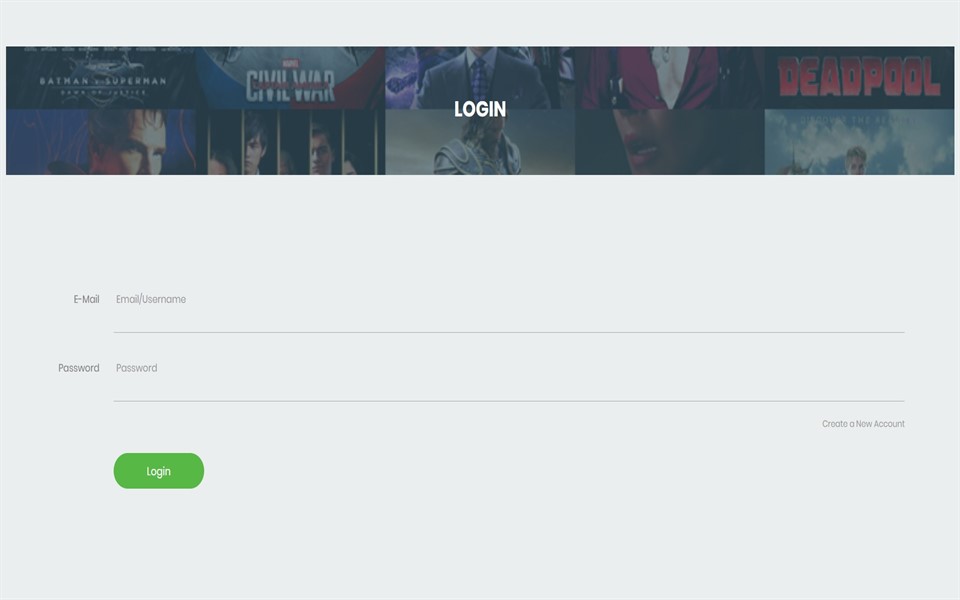 BATMAN V SUPERMAN
DAWN OF JUSTICE
MARVEL
CIVIL WAR
DEADPOOL
LOGIN
E-Mail
Email/Username
Password
Password
Create a New Account
Login